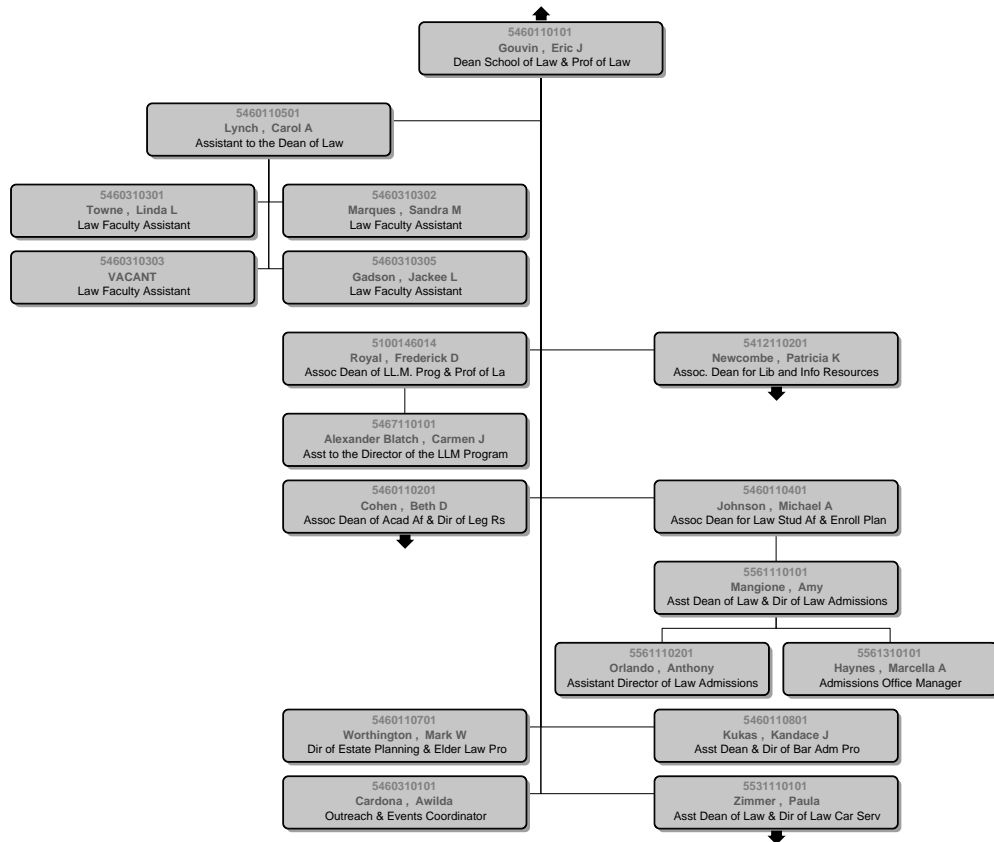 5460110101
Gouvin , Eric J
Dean School of Law & Prof of Law
5460110501
Lynch , Carol A
Assistant to the Dean of Law
5460310301
Towne , Linda L
Law Faculty Assistant
5460310302
Marques , Sandra M
Law Faculty Assistant
5460310303
VACANT
Law Faculty Assistant
5460310305
Gadson , Jackee L
Law Faculty Assistant
5100146014
Royal , Frederick D
Assoc Dean of LL.M. Prog & Prof of La
5412110201
Newcombe , Patricia K
Assoc. Dean for Lib and Info Resources
5467110101
Alexander Blatch , Carmen J
Asst to the Director of the LLM Program
5460110201
Cohen , Beth D
Assoc Dean of Acad Af & Dir of Leg Rs
5460110401
Johnson , Michael A
Assoc Dean for Law Stud Af & Enroll Plan
5561110101
Mangione , Amy
Asst Dean of Law & Dir of Law Admissions
5561110201
Orlando , Anthony
Assistant Director of Law Admissions
5561310101
Haynes , Marcella A
Admissions Office Manager
5460110701
Worthington , Mark W
Dir of Estate Planning & Elder Law Pro
5460110801
Kukas , Kandace J
Asst Dean & Dir of Bar Adm Pro
5460310101
Cardona , Awilda
Outreach & Events Coordinator
5531110101
Zimmer , Paula
Asst Dean of Law & Dir of Law Car Serv